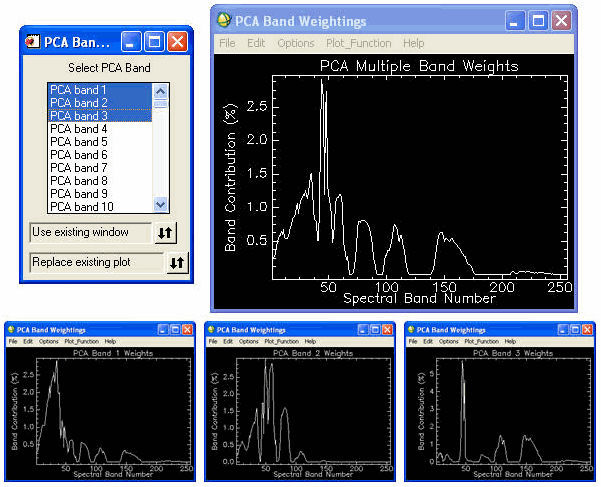 PCA Ban...
Select PCA Band
PCA band 1
PCA band 2
PCA band 3
PCA band 4
PCA band 5
PCA band 6
PCA band 7
PCA band 8
PCA band 9
PCA band 10
Use existing window
Replace existing plot
PCA Band Weightings
File Edit Options Plot_Function Help
PCA Multiple Band Weights
Band Contribution (%)
2.5
2.0
1.5
1.0
0.5
50 100 150 200 250
Spectral Band Number
PCA Band Weightings
File Edit Options Plot_Function Help
PCA Band 1 Weights
Band Contribution (%)
2.5
2.0
1.5
1.0
0.5
50 100 150 200 250
Spectral Band Number
PCA Band Weightings
File Edit Options Plot_Function Help
PCA Band 2 Weights
Band Contribution (%)
2.5
2.0
1.5
1.0
0.5
0.0
50 100 150 200 250
Spectral Band Number
PCA Band Weightings
File Edit Options Plot_Function Help
PCA Band 3 Weights
Band Contribution (%)
5
4
3
2
1
0
50 100 150 200 250
Spectral Band Number